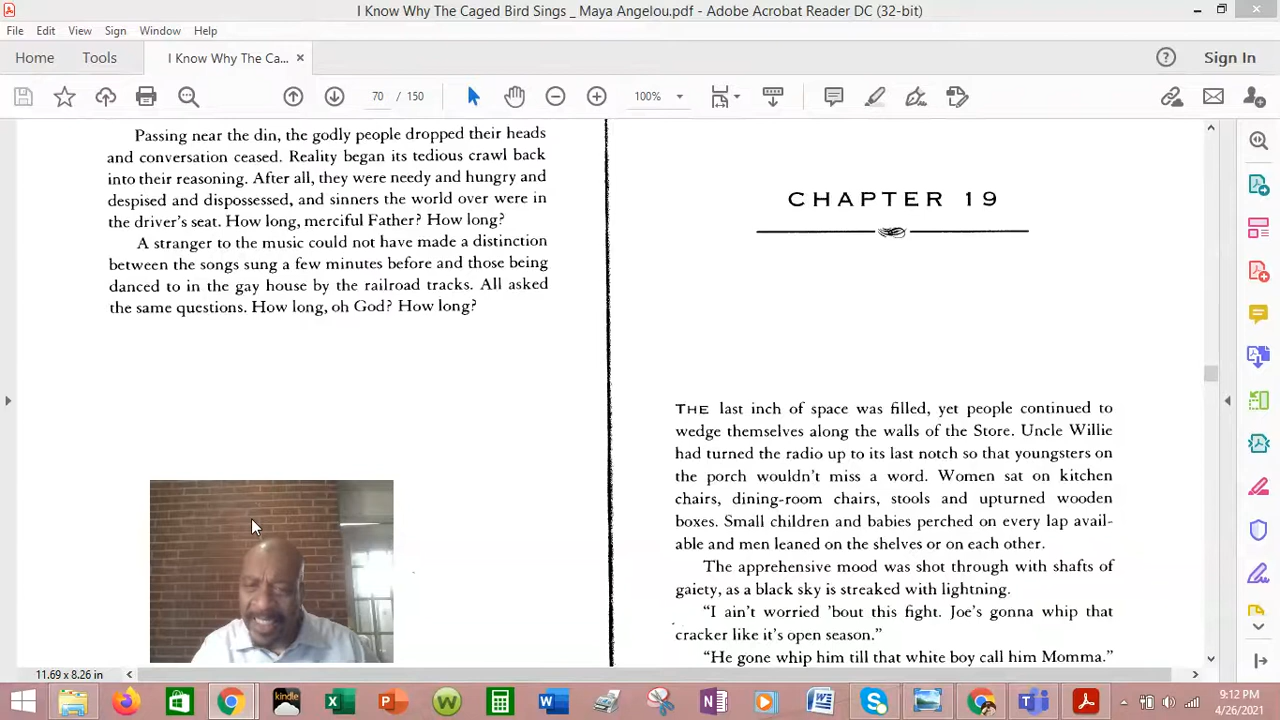 I Know Why The Caged Bird Sings _ Maya Angelou.pdf - Adobe Acrobat Reader DC (32-bit)
File Edit View Sign Window Help
Home Tools I Know Why The Ca... × Sign In
70 / 150 100%
Passing near the din, the godly people dropped their heads
and conversation ceased. Reality began its tedious crawl back
into their reasoning. After all, they were needy and hungry and
despised and dispossessed, and sinners the world over were in
the driver's seat. How long, merciful Father? How long?
A stranger to the music could not have made a distinction
between the songs sung a few minutes before and those being
danced to in the gay house by the railroad tracks. All asked
the same questions. How long, oh God? How long?
CHAPTER 19
THE last inch of space was filled, yet people continued to
wedge themselves along the walls of the Store. Uncle Willie
had turned the radio up to its last notch so that youngsters on
the porch wouldn't miss a word. Women sat on kitchen
chairs, dining-room chairs, stools and upturned wooden
boxes. Small children and babies perched on every lap avail-
able and men leaned on the shelves or on each other.
The apprehensive mood was shot through with shafts of
gaiety, as a black sky is streaked with lightning.
"I ain't worried 'bout this fight. Joe's gonna whip that
cracker like it's open season."
"He gone whip him till that white boy call him Momma."
11.69 x 8.26 in
kindle
9:12 PM
4/26/2021